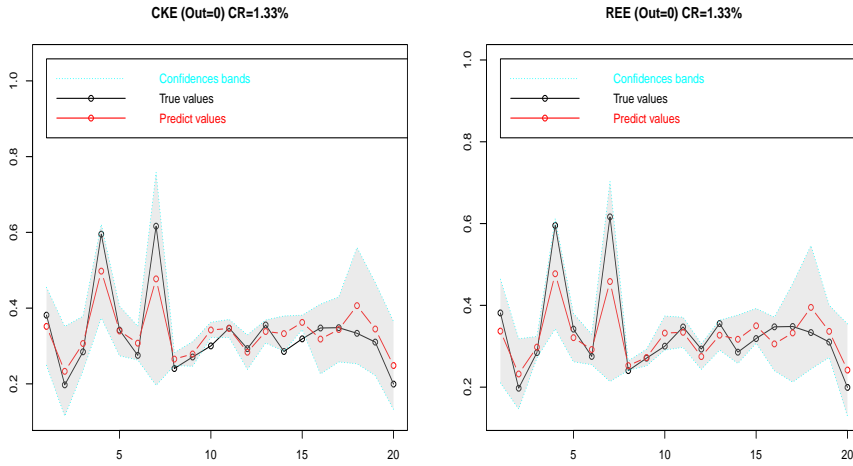 CKE (Out=0) CR=1.33%
Confidences bands
True values
Predict values
1.0
0.8
0.6
0.4
0.2
5
10
15
20
REE (Out=0) CR=1.33%
Confidences bands
True values
Predict values
1.0
0.8
0.6
0.4
0.2
5
10
15
20